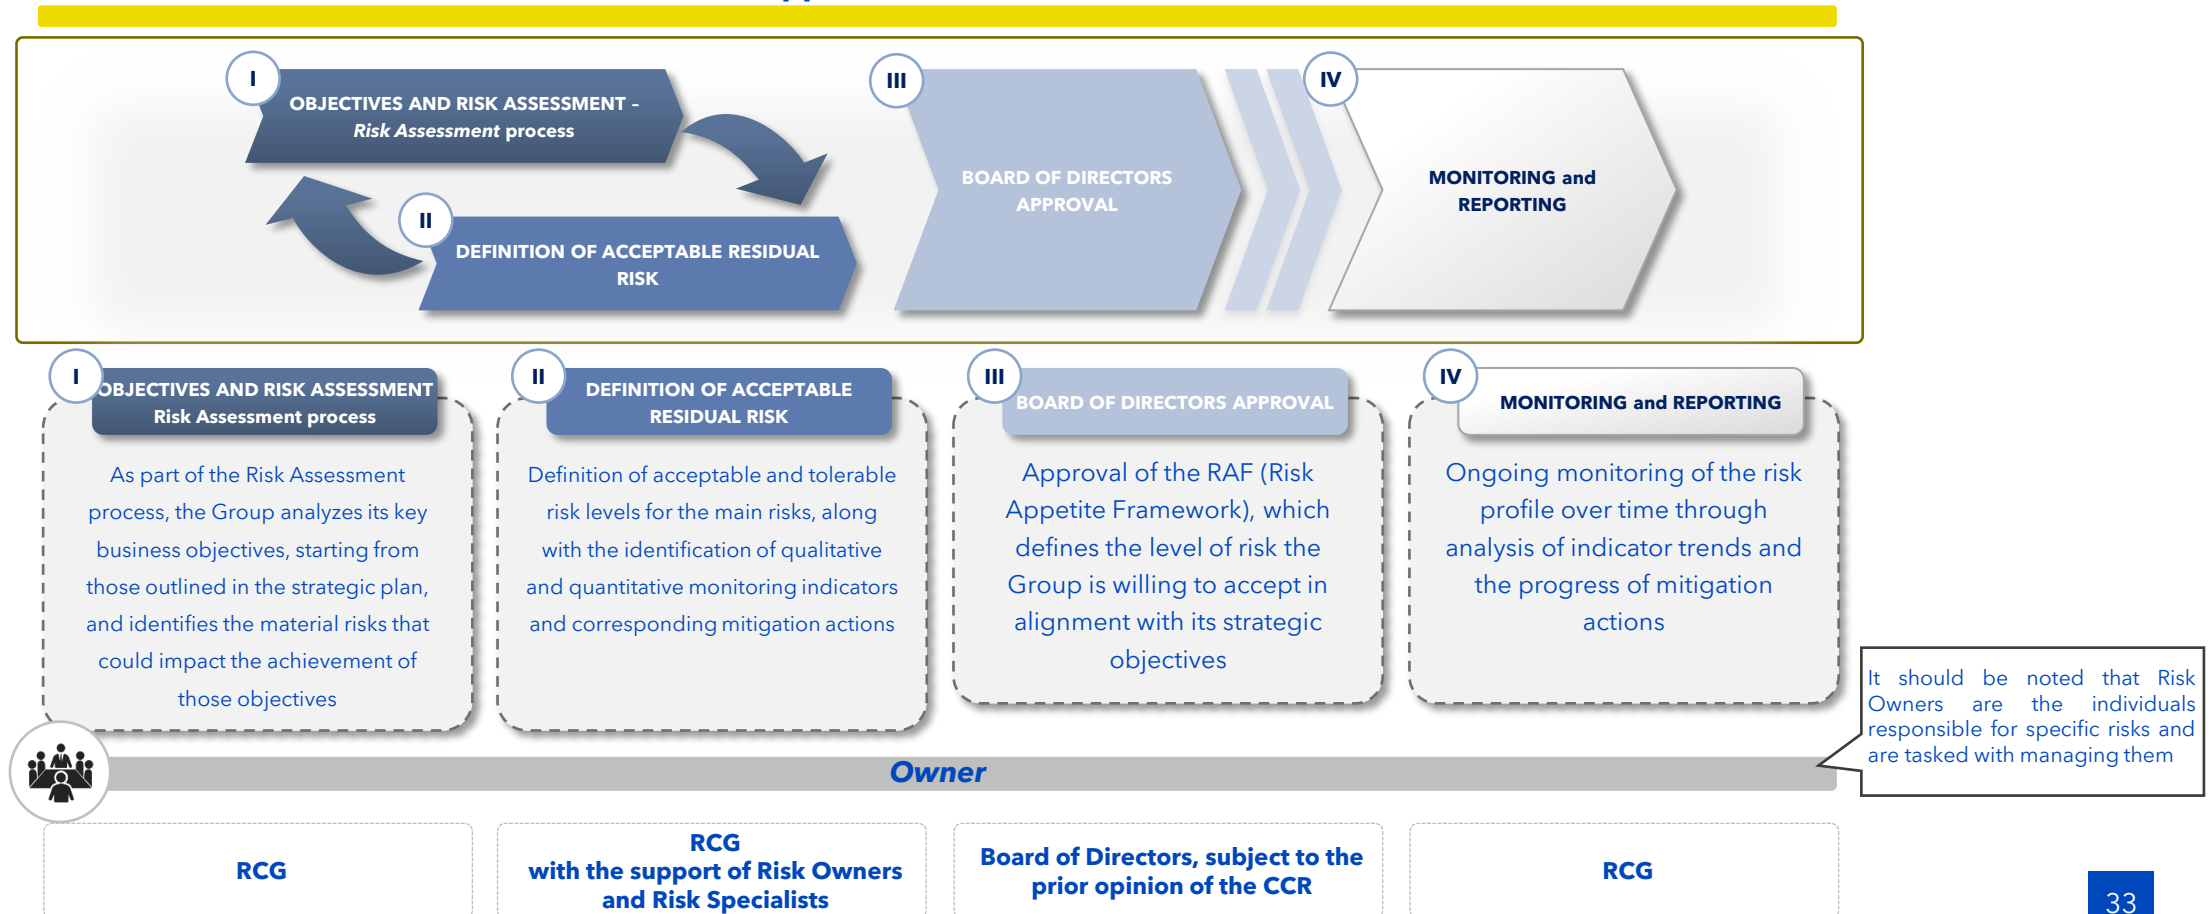 I
OBJECTIVES AND RISK ASSESSMENT –
Risk Assessment process
II
DEFINITION OF ACCEPTABLE RESIDUAL
RISK
III
BOARD OF DIRECTORS
APPROVAL
IV
MONITORING and
REPORTING
I
OBJECTIVES AND RISK ASSESSMENT
Risk Assessment process
As part of the Risk Assessment
process, the Group analyzes its key
business objectives, starting from
those outlined in the strategic plan,
and identifies the material risks that
could impact the achievement of
those objectives
II
DEFINITION OF ACCEPTABLE
RESIDUAL RISK
Definition of acceptable and tolerable
risk levels for the main risks, along
with the identification of qualitative
and quantitative monitoring indicators
and corresponding mitigation actions
III
BOARD OF DIRECTORS APPROVAL
Approval of the RAF (Risk
Appetite Framework), which
defines the level of risk the
Group is willing to accept in
alignment with its strategic
objectives
IV
MONITORING and REPORTING
Ongoing monitoring of the risk
profile over time through
analysis of indicator trends and
the progress of mitigation
actions
It should be noted that Risk
Owners are the individuals
responsible for specific risks and
are tasked with managing them
Owner
RCG
RCG
with the support of Risk Owners
and Risk Specialists
Board of Directors, subject to the
prior opinion of the CCR
RCG
33